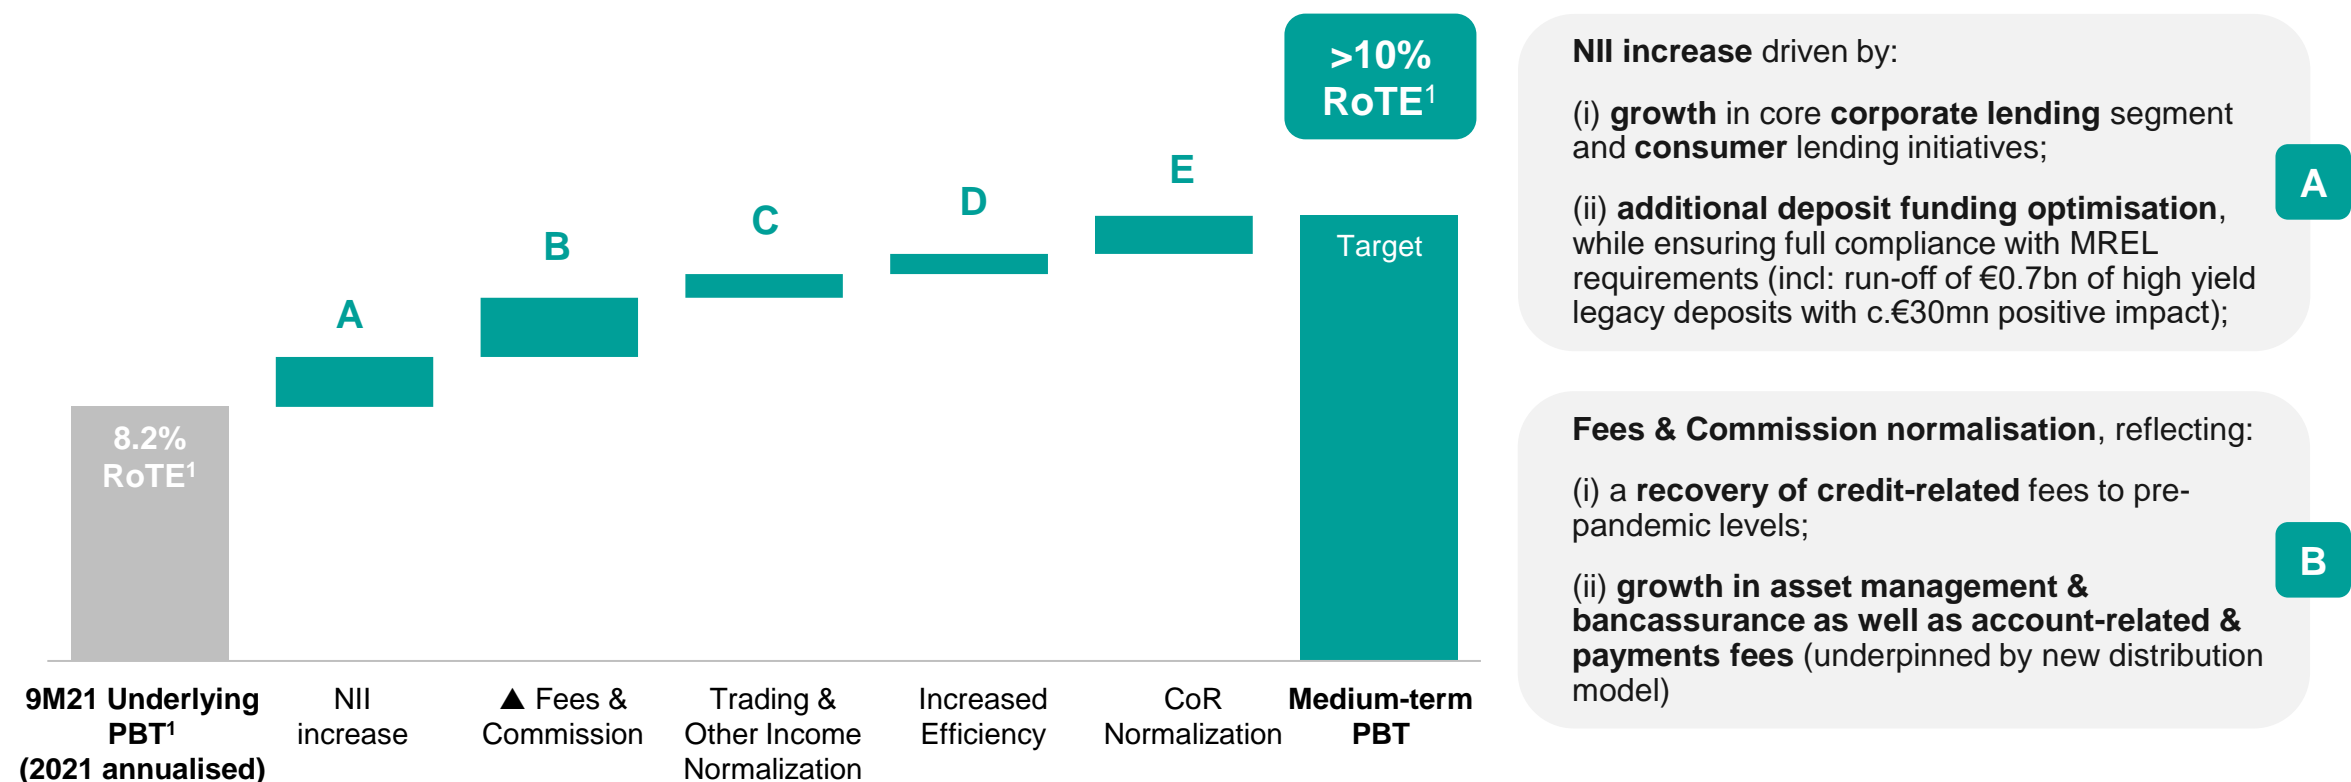 >10%
RoTE¹
E
D
C
B
A
Target
8.2%
RoTE¹
9M21 Underlying
PBT¹
(2021 annualised)
NII
increase
▲ Fees &
Commission
Trading &
Other Income
Normalization
Increased
Efficiency
CoR
Normalization
Medium-term
PBT
NII increase driven by:
(i) growth in core corporate lending segment
and consumer lending initiatives;
(ii) additional deposit funding optimisation,
while ensuring full compliance with MREL
requirements (incl: run-off of €0.7bn of high yield
legacy deposits with c.€30mn positive impact);
A
Fees & Commission normalisation, reflecting:
(i) a recovery of credit-related fees to pre-
pandemic levels;
(ii) growth in asset management &
bancassurance as well as account-related &
payments fees (underpinned by new distribution
model)
B